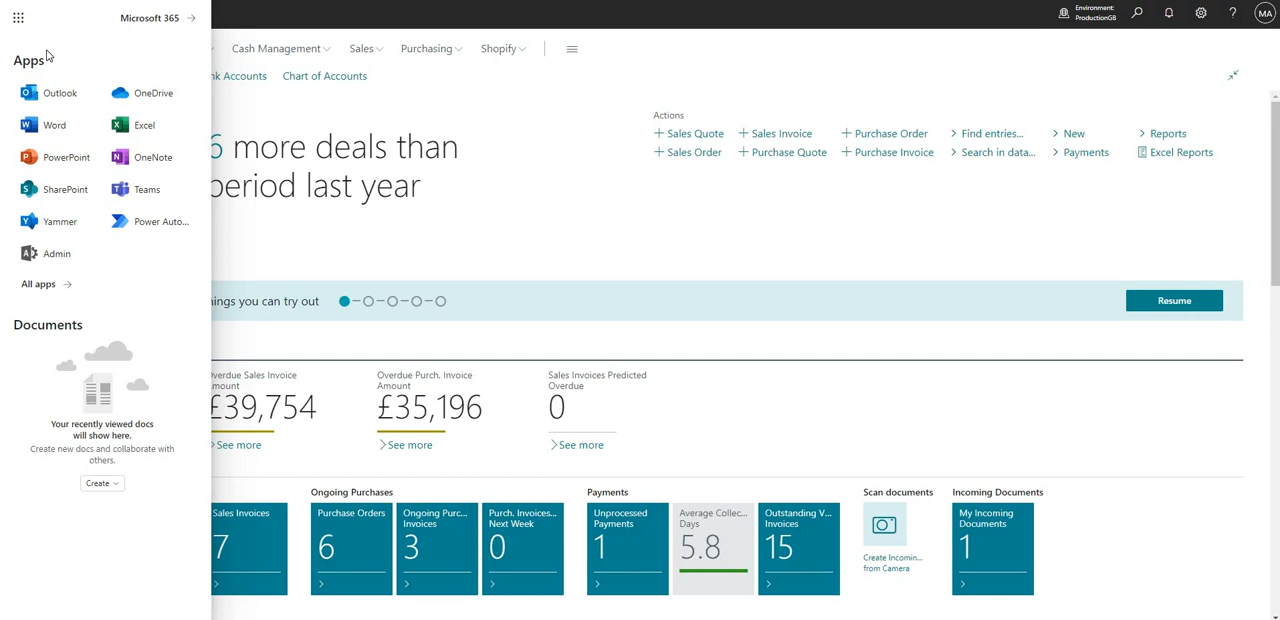 Microsoft 365
Environment:
ProductionGB
? MA
Apps
Outlook
OneDrive
Word
Excel
PowerPoint
OneNote
SharePoint
Teams
Yammer
Power Auto...
Admin
All apps
Documents
Your recently viewed docs
will show here.
Create new docs and collaborate with
others.
Create
Cash Management
Sales
Purchasing
Shopify
nk Accounts
Chart of Accounts
6 more deals than
period last year
Actions
+ Sales Quote
+ Sales Invoice
+ Purchase Order
> Find entries...
> New
> Reports
+ Sales Order
+ Purchase Quote
+ Purchase Invoice
> Search in data...
> Payments
Excel Reports
hings you can try out
Resume
Overdue Sales Invoice
Amount
£39,754
> See more
Overdue Purch. Invoice
Amount
£35,196
> See more
Sales Invoices Predicted
Overdue
0
> See more
Ongoing Purchases
Payments
Scan documents
Incoming Documents
Sales Invoices
7
Purchase Orders
6
Ongoing Purc...
Invoices
3
Purch. Invoices...
Next Week
0
Unprocessed
Payments
1
Average Collec...
Days
5.8
Outstanding V...
Invoices
15
Create Incomin...
from Camera
My Incoming
Documents
1